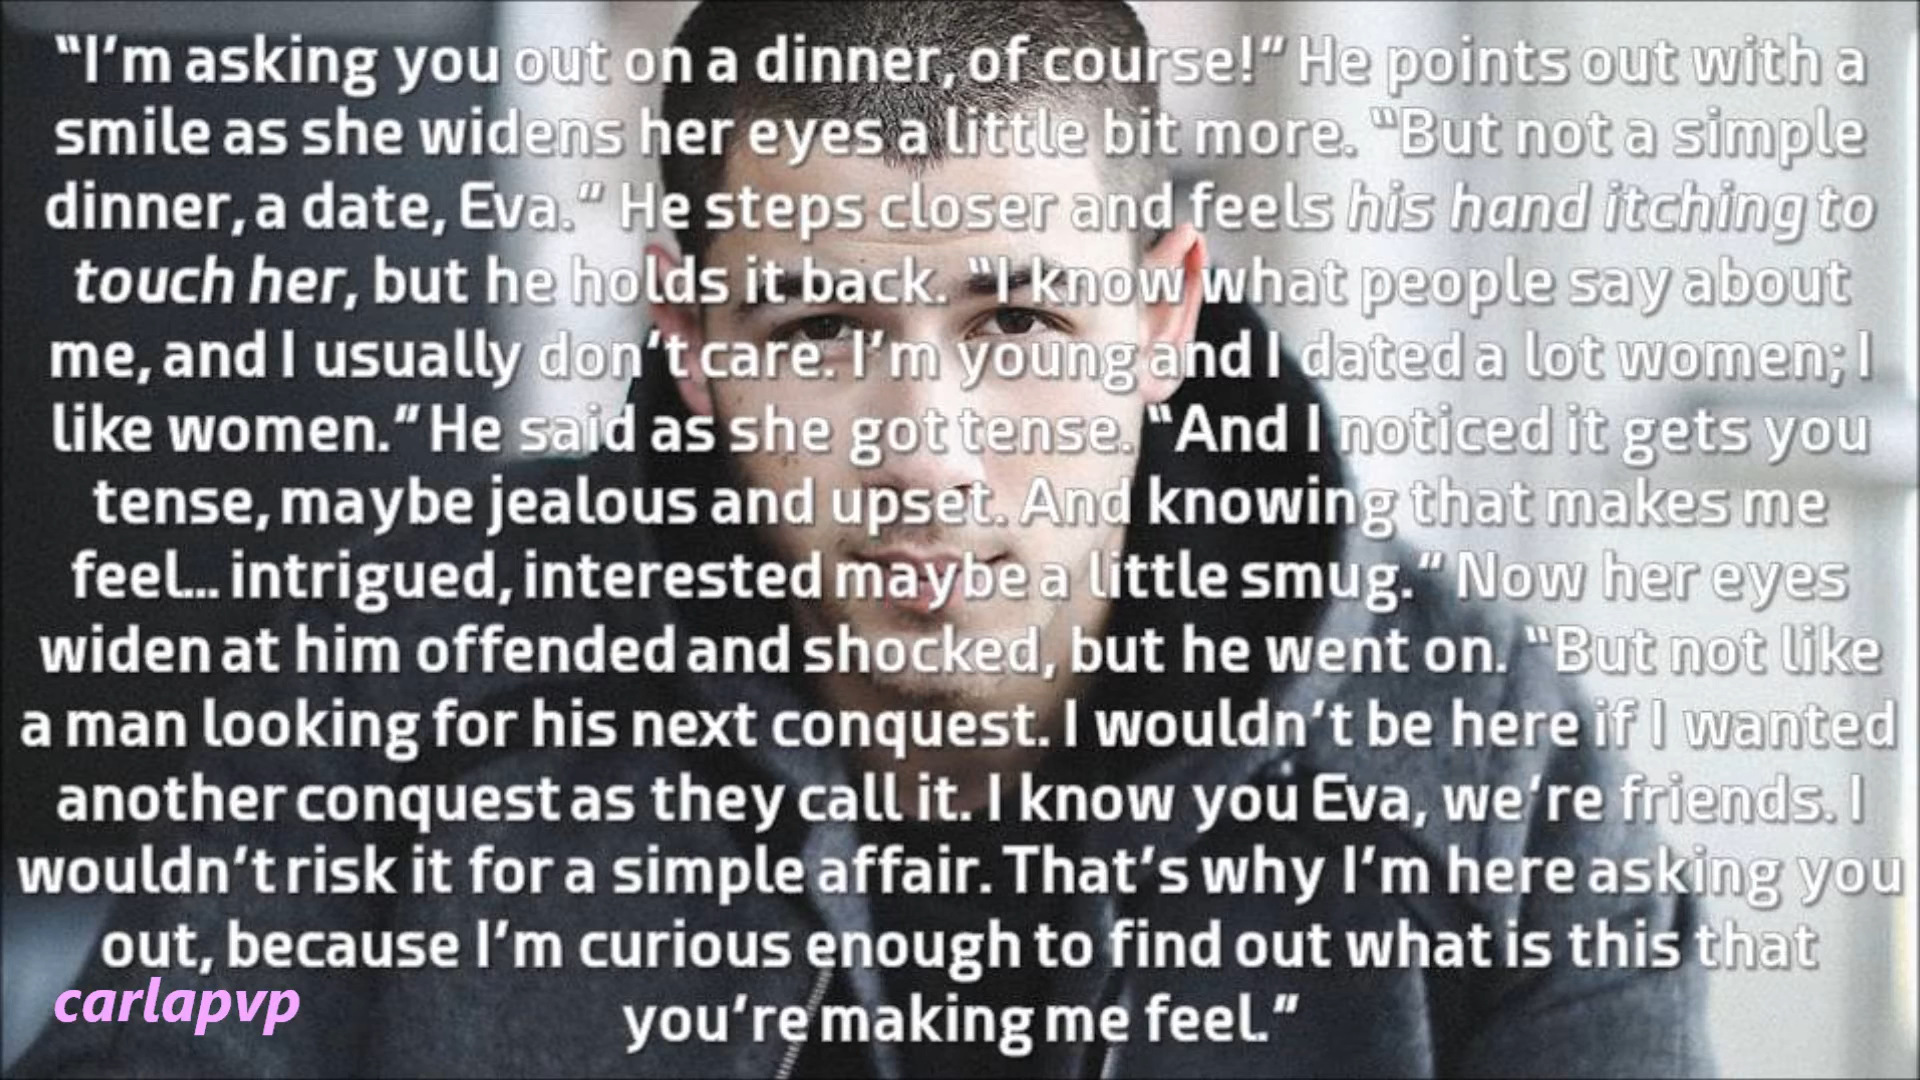 “I’m asking you out on a dinner, of course!” He points out with a
smile as she widens her eyes a little bit more. “But not a simple
dinner, a date, Eva.” He steps closer and feels his hand itching to
touch her, but he holds it back. “I know what people say about
me, and I usually don’t care. I’m young and I dated a lot women; I
like women.” He said as she got tense. “And I noticed it gets you
tense, maybe jealous and upset. And knowing that makes me
feel... intrigued, interested maybe a little smug.” Now her eyes
widen at him offended and shocked, but he went on. “But not like
a man looking for his next conquest. I wouldn’t be here if I wanted
another conquest as they call it. I know you Eva, we’re friends. I
wouldn’t risk it for a simple affair. That’s why I’m here asking you
out, because I’m curious enough to find out what is this that
you’re making me feel.”
carlapvp